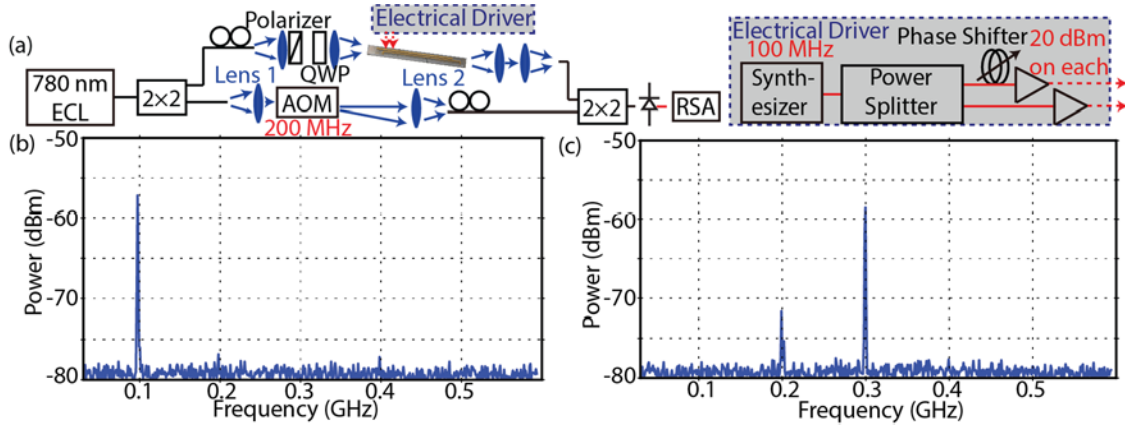 (a)
Polarizer
Electrical Driver
780 nm
ECL
2×2
Lens 1
QWP
AOM
200 MHz
Lens 2
2×2
RSA
Electrical Driver
100 MHz
Synth-
esizer
Power
Splitter
Phase Shifter
20 dBm
on each
(b)
-50
-60
-70
-80
Power (dBm)
0.1
0.2
0.3
0.4
0.5
Frequency (GHz)
(c)
-50
-60
-70
-80
Power (dBm)
0.1
0.2
0.3
0.4
0.5
Frequency (GHz)